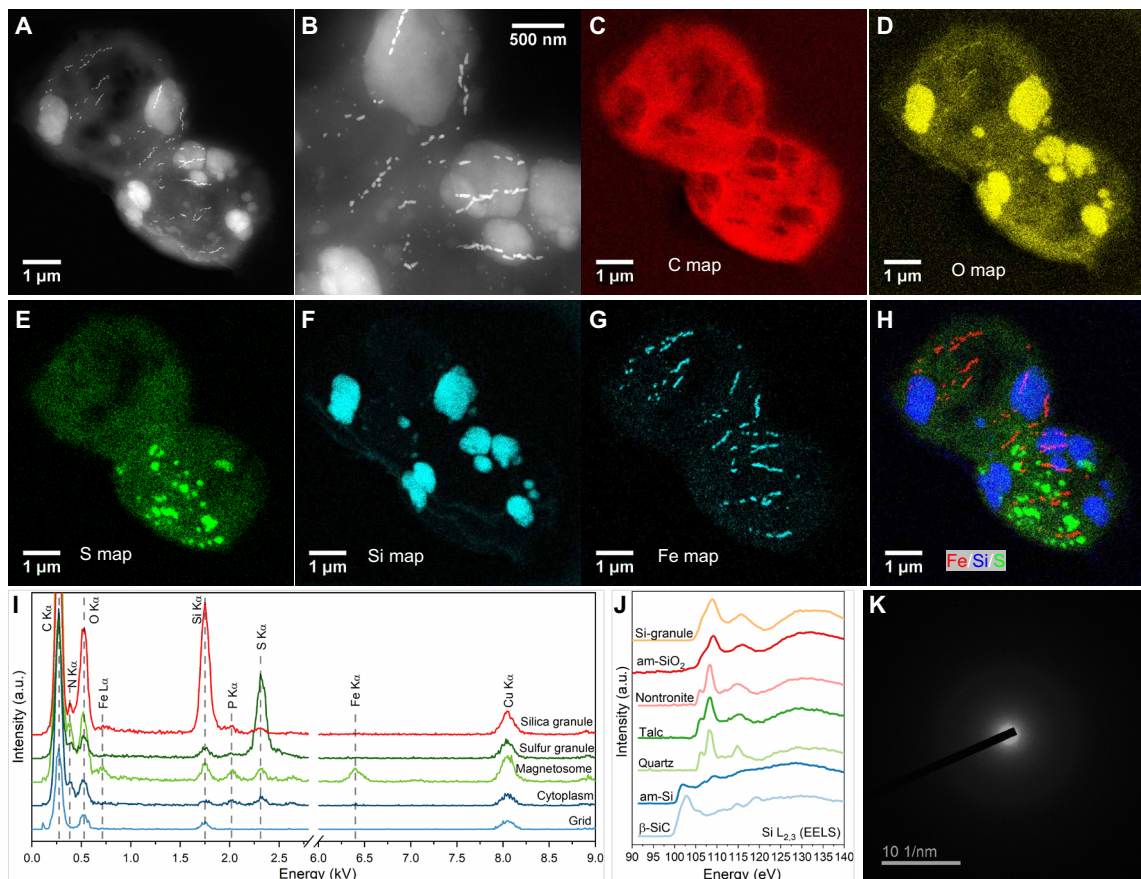 A
1 µm
B
500 nm
C
1 µm
C map
D
1 µm
O map
E
1 µm
S map
F
1 µm
Si map
G
1 µm
Fe map
H
1 µm
Fe/Si/S
I
C Kα
N Kα
O Kα
Fe Lα
Si Kα
P Kα
S Kα
Fe Kα
Cu Kα
Silica granule
Sulfur granule
Magnetosome
Cytoplasm
Grid
Intensity (a.u.)
0.0 0.5 1.0 1.5 2.0 2.5 6.0 6.5 7.0 7.5 8.0 8.5 9.0
Energy (kV)
J
Si-granule
am-SiO₂
Nontronite
Talc
Quartz
am-Si
β-SiC
Si L₂,₃ (EELS)
Intensity (a.u.)
90 95 100 105 110 115 120 125 130 135 140
Energy (eV)
K
10 1/nm